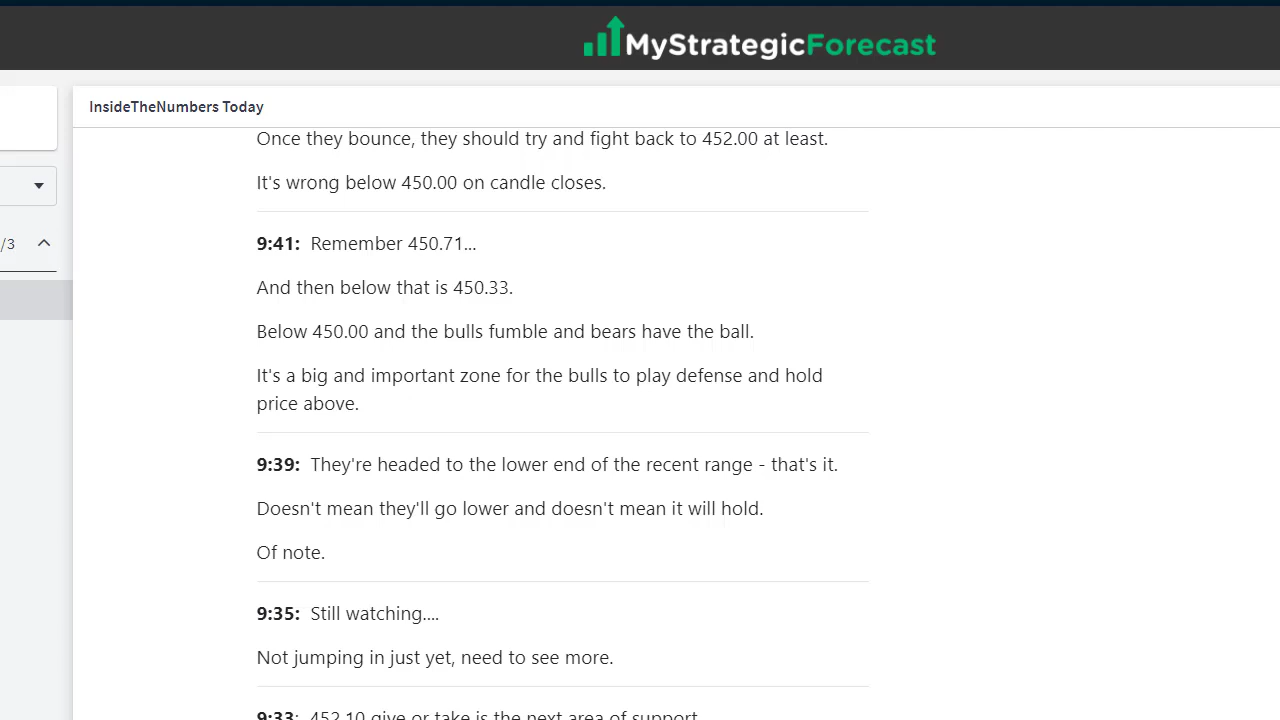 MyStrategicForecast
InsideTheNumbers Today
Once they bounce, they should try and fight back to 452.00 at least.
It's wrong below 450.00 on candle closes.
/3
9:41: Remember 450.71...
And then below that is 450.33.
Below 450.00 and the bulls fumble and bears have the ball.
It's a big and important zone for the bulls to play defense and hold
price above.
9:39: They're headed to the lower end of the recent range - that's it.
Doesn't mean they'll go lower and doesn't mean it will hold.
Of note.
9:35: Still watching....
Not jumping in just yet, need to see more.
9:33: 452.10 give or take is the next area of support